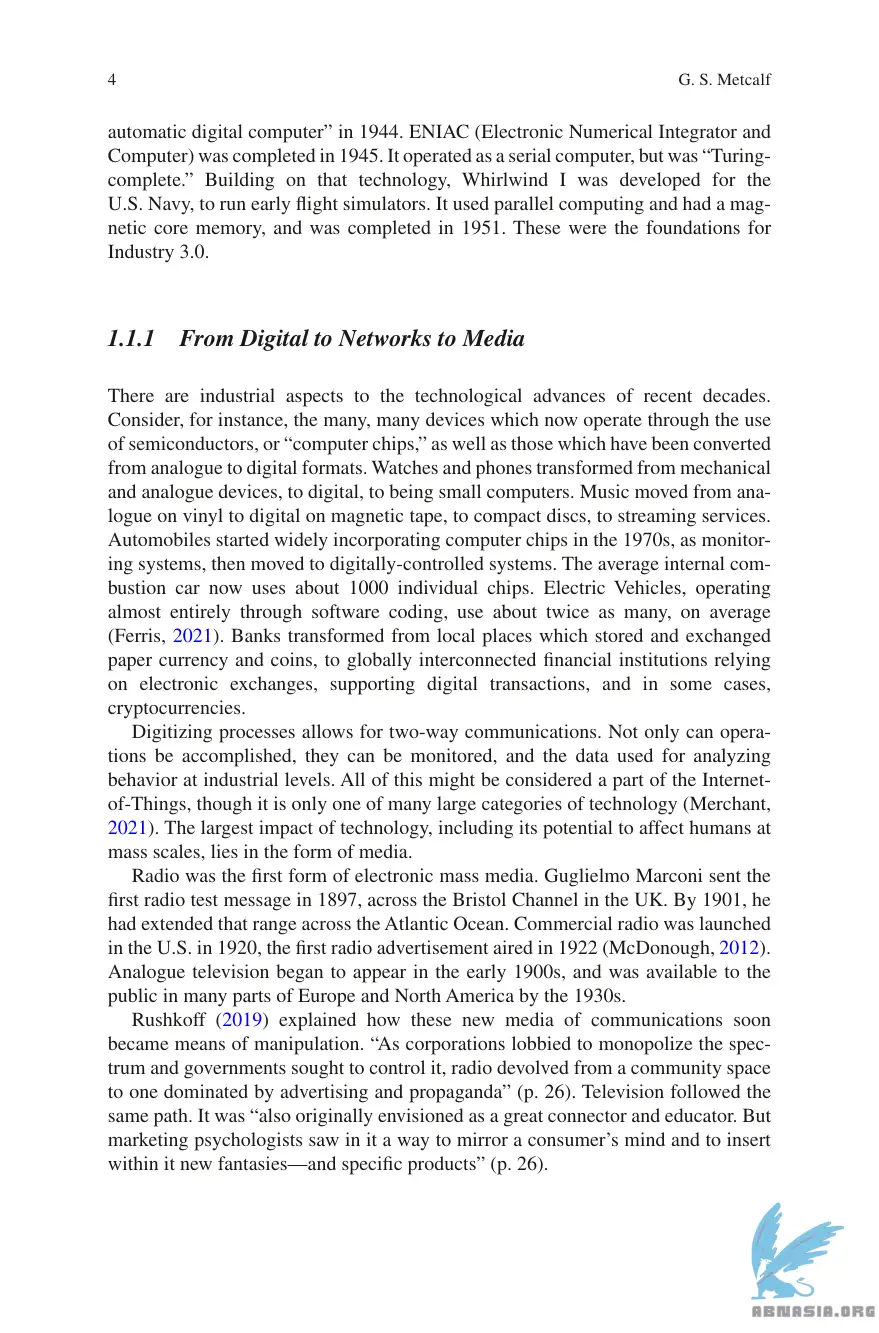 4
G. S. Metcalf
automatic digital computer” in 1944. ENIAC (Electronic Numerical Integrator and
Computer) was completed in 1945. It operated as a serial computer, but was “Turing-
complete.” Building on that technology, Whirlwind I was developed for the
U.S. Navy, to run early flight simulators. It used parallel computing and had a mag-
netic core memory, and was completed in 1951. These were the foundations for
Industry 3.0.
1.1.1 From Digital to Networks to Media
There are industrial aspects to the technological advances of recent decades.
Consider, for instance, the many, many devices which now operate through the use
of semiconductors, or “computer chips,” as well as those which have been converted
from analogue to digital formats. Watches and phones transformed from mechanical
and analogue devices, to digital, to being small computers. Music moved from ana-
logue on vinyl to digital on magnetic tape, to compact discs, to streaming services.
Automobiles started widely incorporating computer chips in the 1970s, as monitor-
ing systems, then moved to digitally-controlled systems. The average internal com-
bustion car now uses about 1000 individual chips. Electric Vehicles, operating
almost entirely through software coding, use about twice as many, on average
(Ferris, 2021). Banks transformed from local places which stored and exchanged
paper currency and coins, to globally interconnected financial institutions relying
on electronic exchanges, supporting digital transactions, and in some cases,
cryptocurrencies.
Digitizing processes allows for two-way communications. Not only can opera-
tions be accomplished, they can be monitored, and the data used for analyzing
behavior at industrial levels. All of this might be considered a part of the Internet-
of-Things, though it is only one of many large categories of technology (Merchant,
2021). The largest impact of technology, including its potential to affect humans at
mass scales, lies in the form of media.
Radio was the first form of electronic mass media. Guglielmo Marconi sent the
first radio test message in 1897, across the Bristol Channel in the UK. By 1901, he
had extended that range across the Atlantic Ocean. Commercial radio was launched
in the U.S. in 1920, the first radio advertisement aired in 1922 (McDonough, 2012).
Analogue television began to appear in the early 1900s, and was available to the
public in many parts of Europe and North America by the 1930s.
Rushkoff (2019) explained how these new media of communications soon
became means of manipulation. “As corporations lobbied to monopolize the spec-
trum and governments sought to control it, radio devolved from a community space
to one dominated by advertising and propaganda” (p. 26). Television followed the
same path. It was “also originally envisioned as a great connector and educator. But
marketing psychologists saw in it a way to mirror a consumer’s mind and to insert
within it new fantasies—and specific products” (p. 26).
ABNASIA.ORG